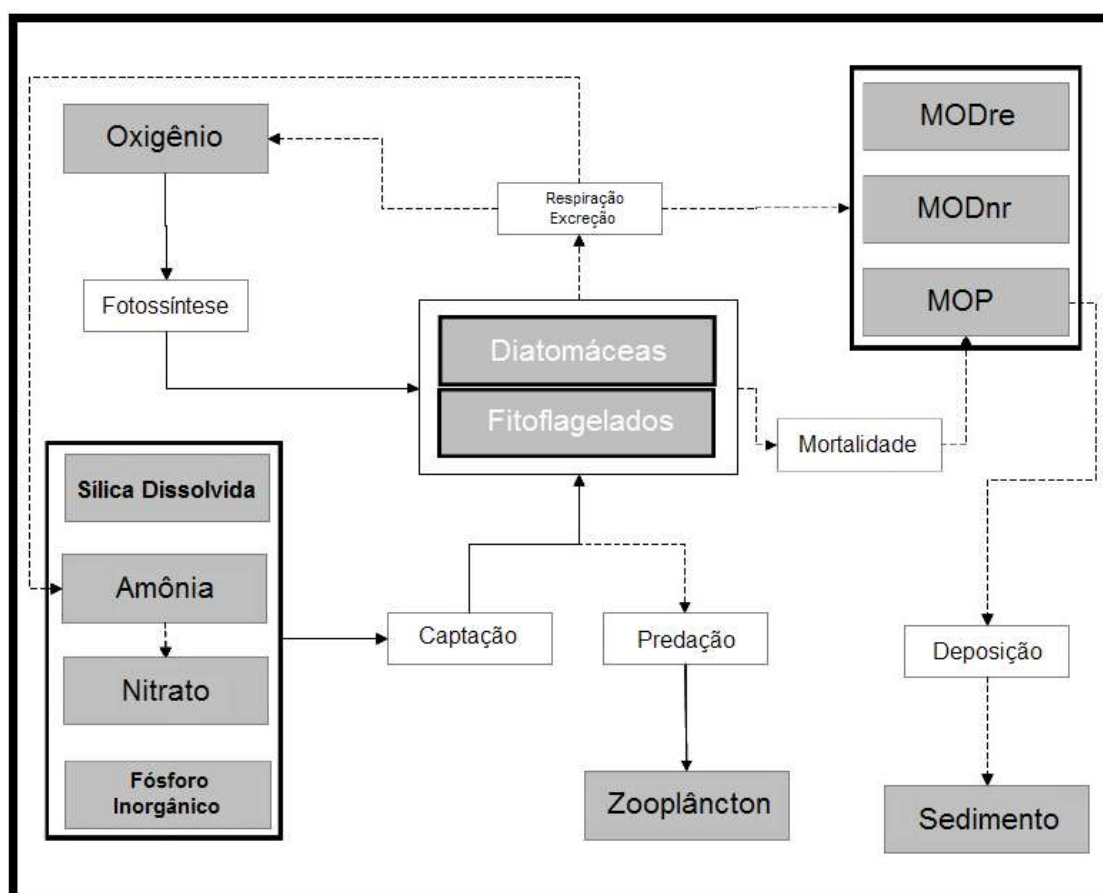 MODre
Oxigênio
Respiração
Excreção
MODnr
Fotossíntese
MOP
Diatomáceas
Fitoflagelados
Mortalidade
Sílica Dissolvida
Amônia
Captação
Predação
Deposição
Nitrato
Fósforo
Inorgânico
Zooplâncton
Sedimento